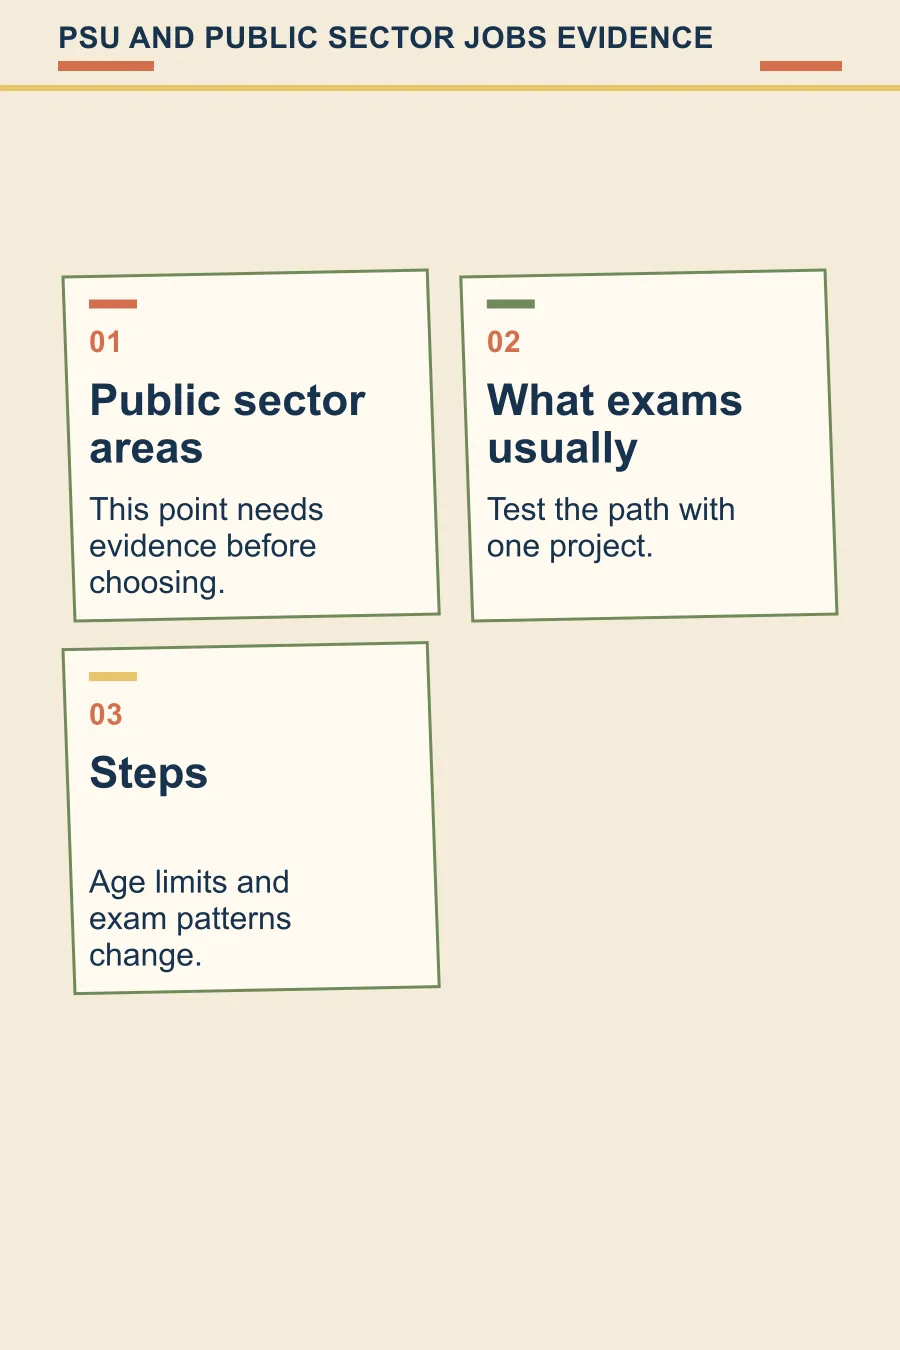 PSU AND PUBLIC SECTOR JOBS EVIDENCE
01
Public sector
areas
This point needs
evidence before
choosing.
02
What exams
usually
Test the path with
one project.
03
Steps
Age limits and
exam patterns
change.